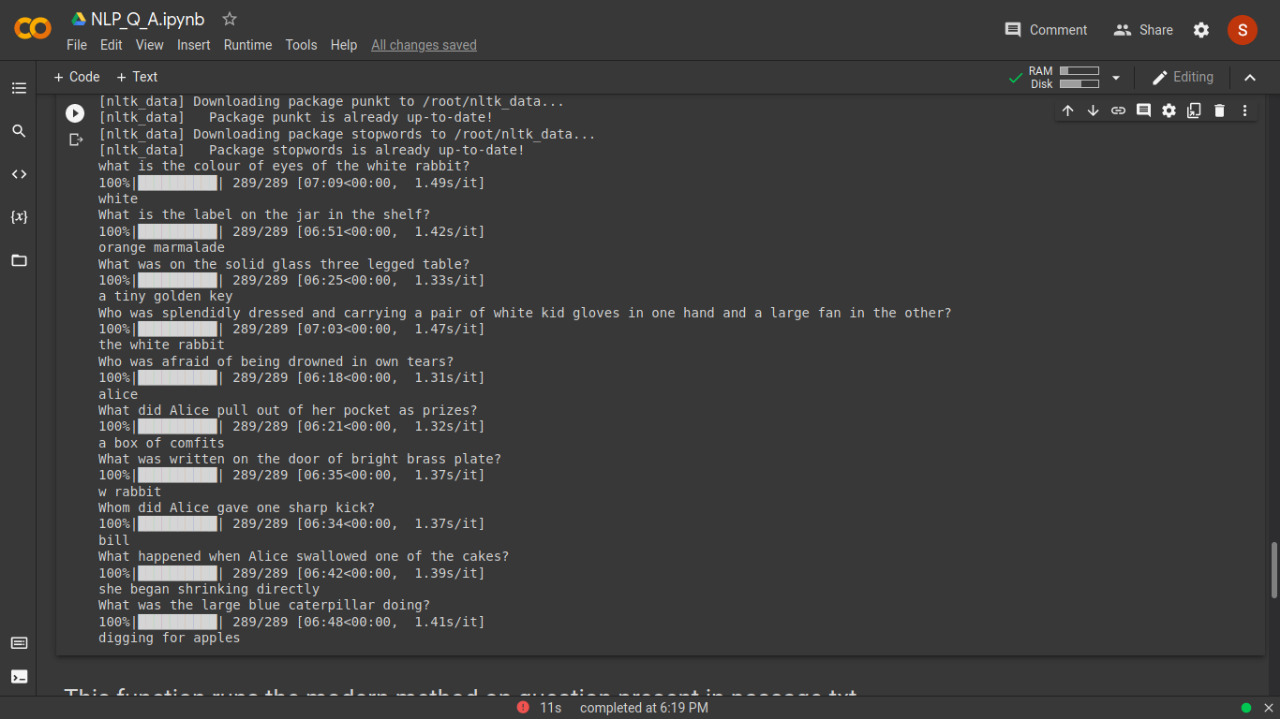 NLP_Q_A.ipynb
File Edit View Insert Runtime Tools Help All changes saved
Comment Share S
+ Code + Text
RAM
Disk
Editing
[nltk_data] Downloading package punkt to /root/nltk_data...
[nltk_data]   Package punkt is already up-to-date!
[nltk_data] Downloading package stopwords to /root/nltk_data...
[nltk_data]   Package stopwords is already up-to-date!
what is the colour of eyes of the white rabbit?
100%|██████████| 289/289 [07:09<00:00,  1.49s/it]
white
What is the label on the jar in the shelf?
100%|██████████| 289/289 [06:51<00:00,  1.42s/it]
orange marmalade
What was on the solid glass three legged table?
100%|██████████| 289/289 [06:25<00:00,  1.33s/it]
a tiny golden key
Who was splendidly dressed and carrying a pair of white kid gloves in one hand and a large fan in the other?
100%|██████████| 289/289 [07:03<00:00,  1.47s/it]
the white rabbit
Who was afraid of being drowned in own tears?
100%|██████████| 289/289 [06:18<00:00,  1.31s/it]
alice
What did Alice pull out of her pocket as prizes?
100%|██████████| 289/289 [06:21<00:00,  1.32s/it]
a box of comfits
What was written on the door of bright brass plate?
100%|██████████| 289/289 [06:35<00:00,  1.37s/it]
w rabbit
Whom did Alice gave one sharp kick?
100%|██████████| 289/289 [06:34<00:00,  1.37s/it]
bill
What happened when Alice swallowed one of the cakes?
100%|██████████| 289/289 [06:42<00:00,  1.39s/it]
she began shrinking directly
What was the large blue caterpillar doing?
100%|██████████| 289/289 [06:48<00:00,  1.41s/it]
digging for apples
This function runs the modern method on question present in passage.txt
11s completed at 6:19 PM